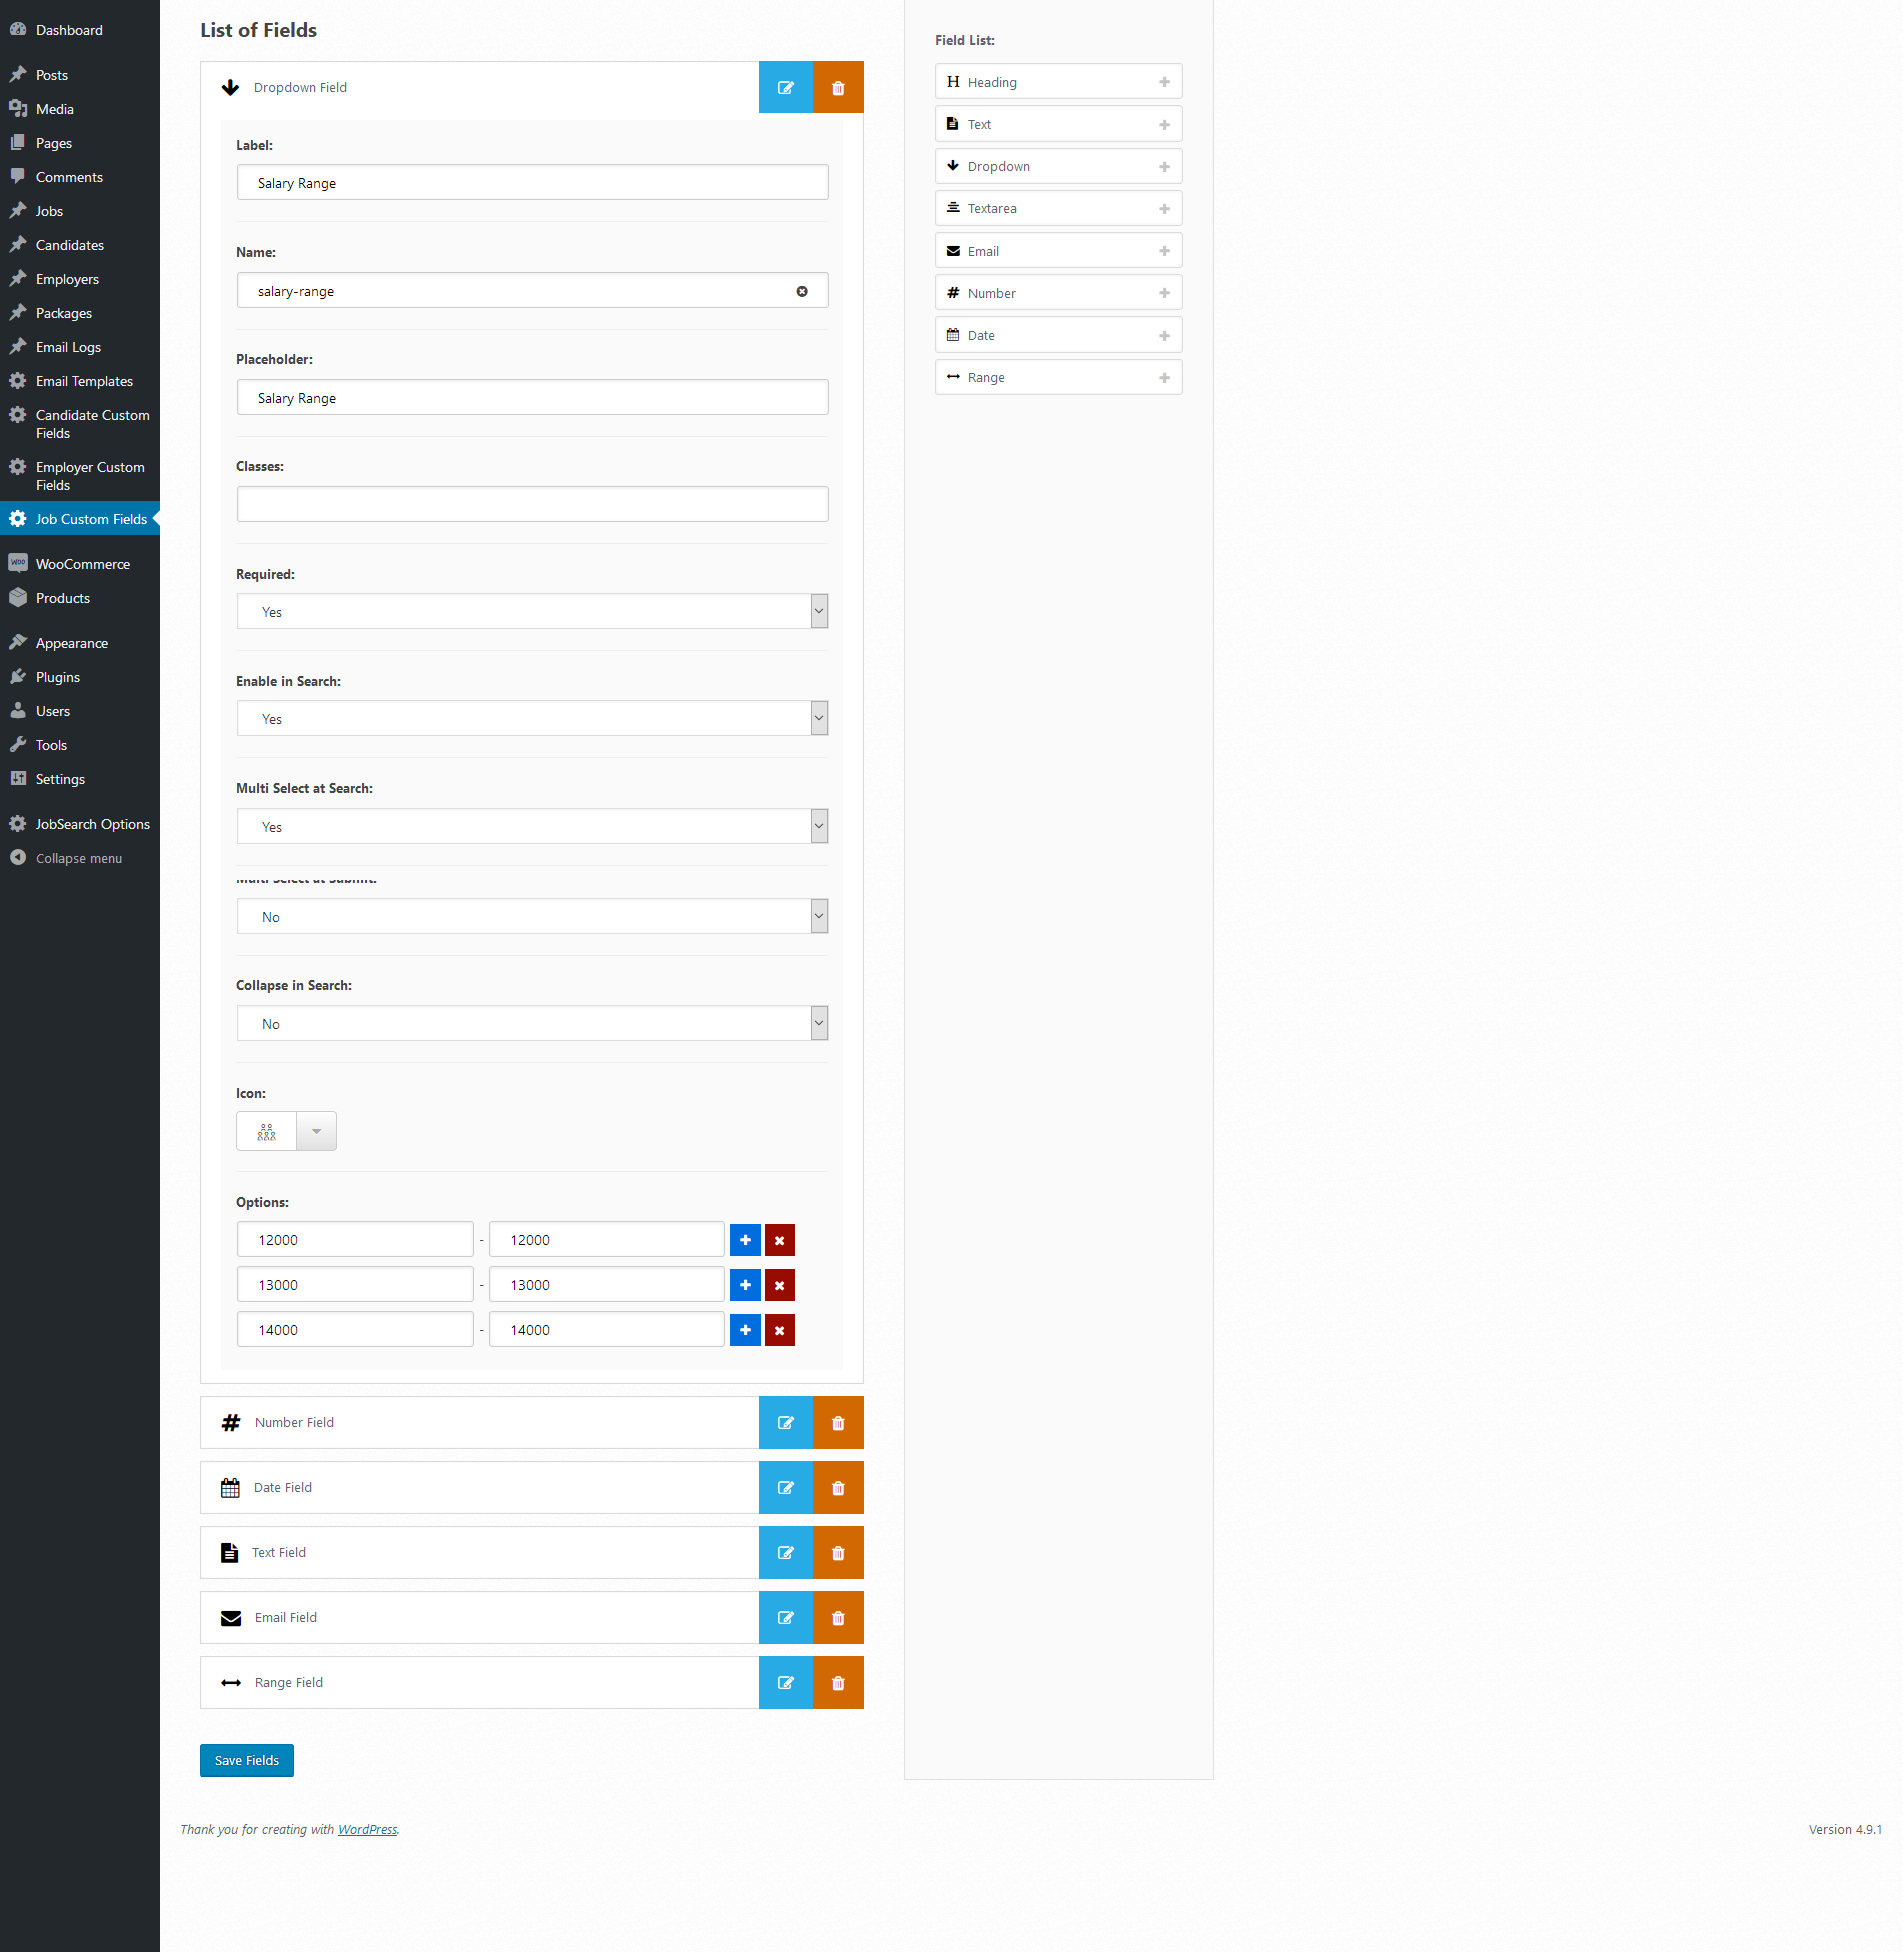 Dashboard
Posts
Media
Pages
Comments
Jobs
Candidates
Employers
Packages
Email Logs
Email Templates
Candidate Custom
Fields
Employer Custom
Fields
Job Custom Fields
WOO
WooCommerce
Products
Appearance
Plugins
Users
Tools
Settings
JobSearch Options
Collapse menu
List of Fields
Dropdown Field
Label:
Salary Range
Name:
salary-range
Placeholder:
Salary Range
Classes:
Required:
Yes
Enable in Search:
Yes
Multi Select at Search:
Yes
Multi Select at Submit:
No
Collapse in Search:
No
Icon:
Options:
12000 - 12000
13000 - 13000
14000 - 14000
Number Field
Date Field
Text Field
Email Field
Range Field
Save Fields
Field List:
H Heading
Text
Dropdown
Textarea
Email
# Number
Date
Range
Thank you for creating with WordPress.
Version 4.9.1